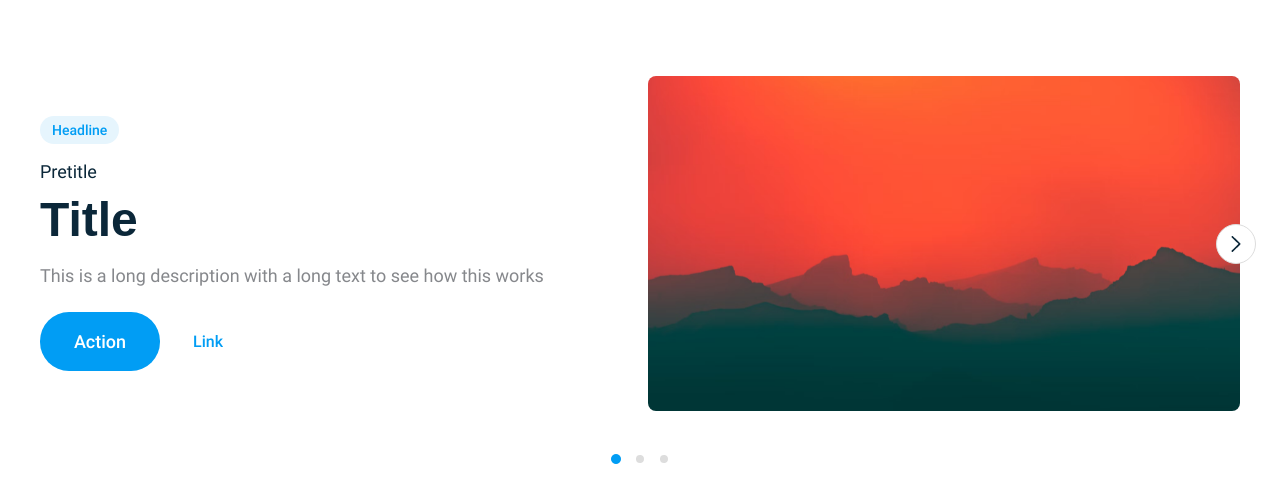 Headline
Pretitle
Title
This is a long description with a long text to see how this works
Action
Link